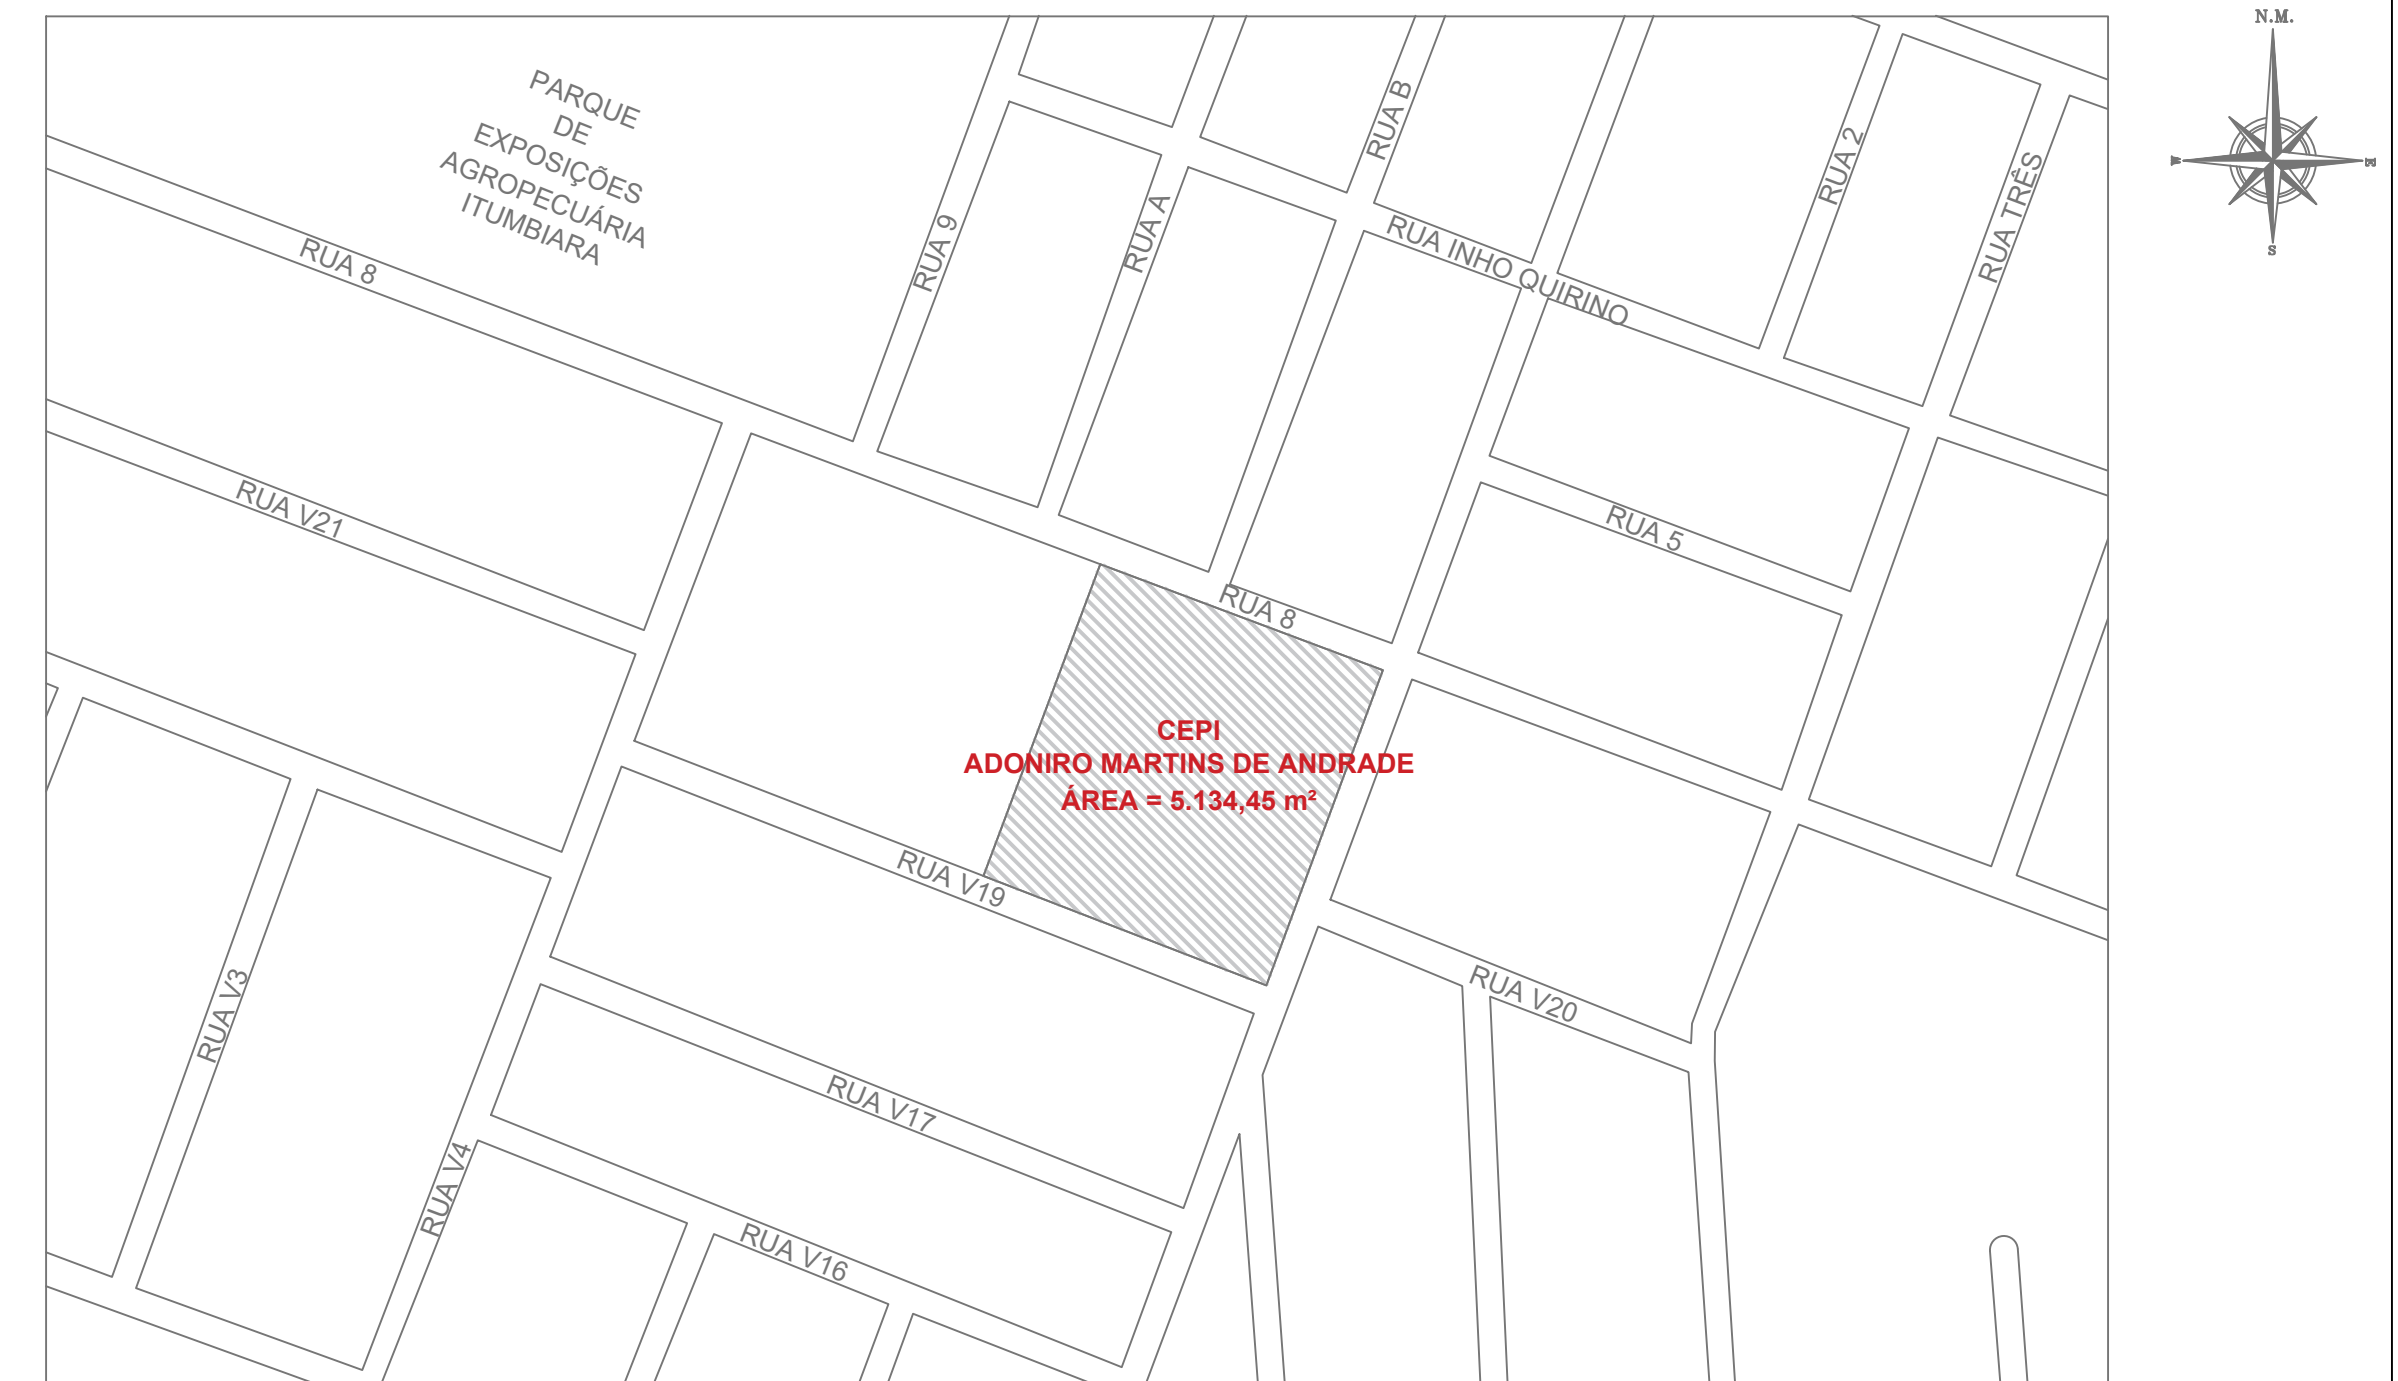 N.M.
PARQUE
DE
EXPOSIÇÕES
AGROPECUÁRIA
ITUMBIARA
RUA B
RUA 2
RUA TRÊS
RUA 9
RUA A
RUA INHO QUIRINO
RUA 8
S
RUA V21
RUA 5
RUA 8
CEPI
ADONIRO MARTINS DE ANDRADE
ÁREA = 5.134,45 m²
RUA V19
RUA V3
RUA V20
RUA V17
RUA V4
RUA V16